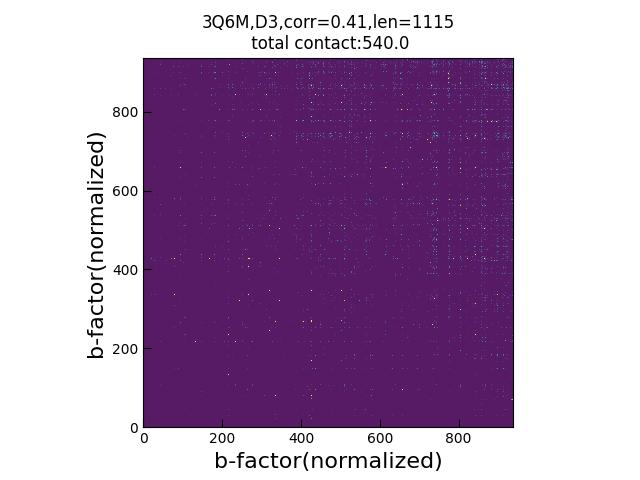 3Q6M,D3,corr=0.41,len=1115
total contact:540.0
800
600
400
200
0
b-factor(normalized)
0 200 400 600 800
b-factor(normalized)